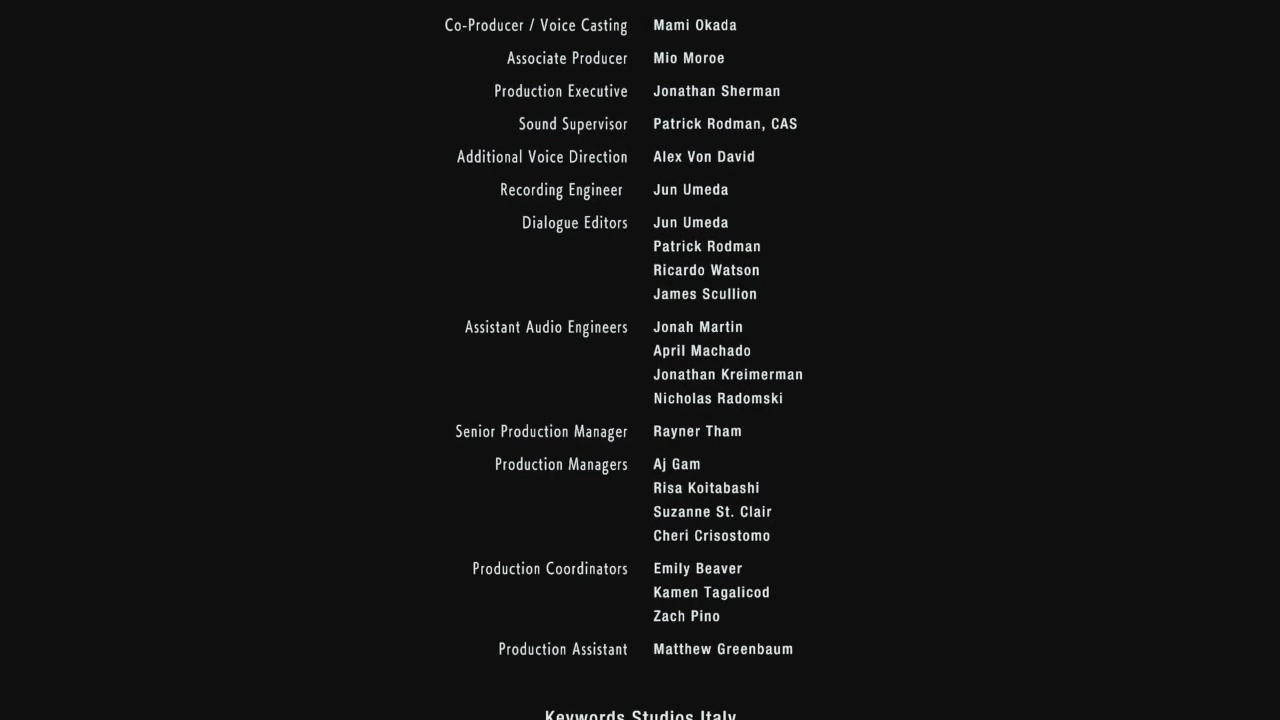 Co-Producer / Voice Casting Mami Okada
Associate Producer Mio Moroe
Production Executive Jonathan Sherman
Sound Supervisor Patrick Rodman, CAS
Additional Voice Direction Alex Von David
Recording Engineer Jun Umeda
Dialogue Editors Jun Umeda
Patrick Rodman
Ricardo Watson
James Scullion
Assistant Audio Engineers Jonah Martin
April Machado
Jonathan Kreimerman
Nicholas Radomski
Senior Production Manager Rayner Tham
Production Managers Aj Gam
Risa Koitabashi
Suzanne St. Clair
Cheri Crisostomo
Production Coordinators Emily Beaver
Kamen Tagalicod
Zach Pino
Production Assistant Matthew Greenbaum
Keywords Studios Italy